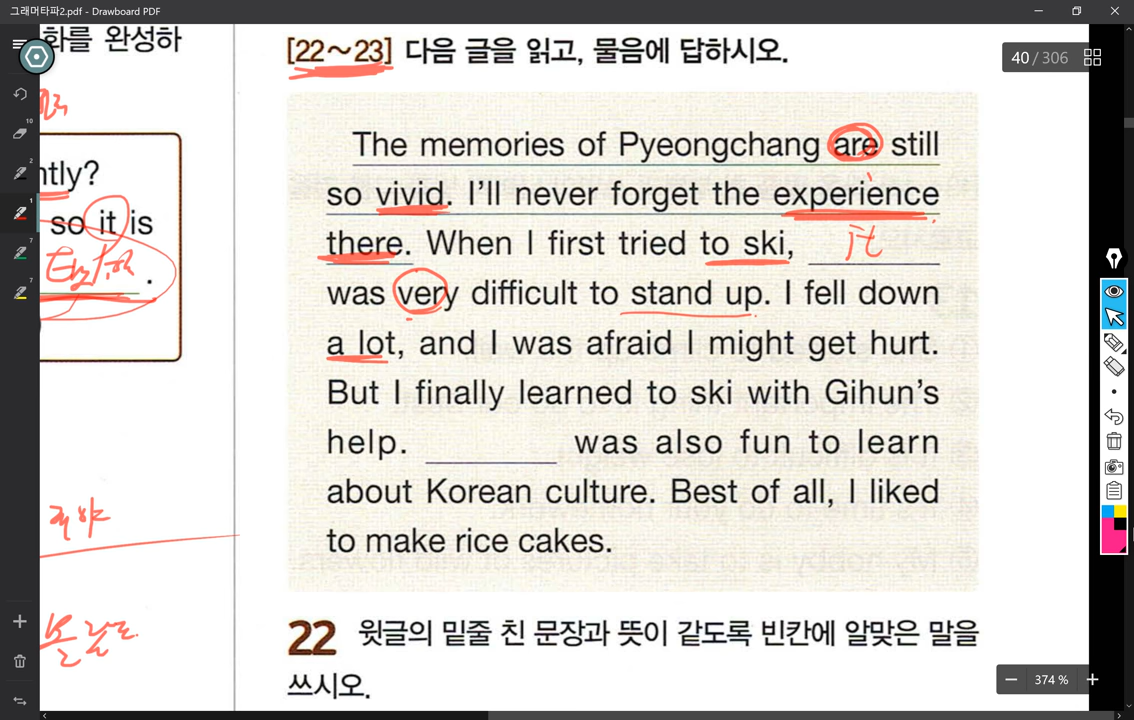 그래머타파2.pdf - Drawboard PDF
화를 완성하
[22~23] 다음 글을 읽고, 물음에 답하시오.
40 / 306
ntly?
so it is
.
The memories of Pyeongchang are still
so vivid. I'll never forget the experience
there. When I first tried to ski, it
was very difficult to stand up. I fell down
a lot, and I was afraid I might get hurt.
But I finally learned to ski with Gihun's
help. ________ was also fun to learn
about Korean culture. Best of all, I liked
to make rice cakes.
22 윗글의 밑줄 친 문장과 뜻이 같도록 빈칸에 알맞은 말을
쓰시오.
10
2
1
7
7
374 %